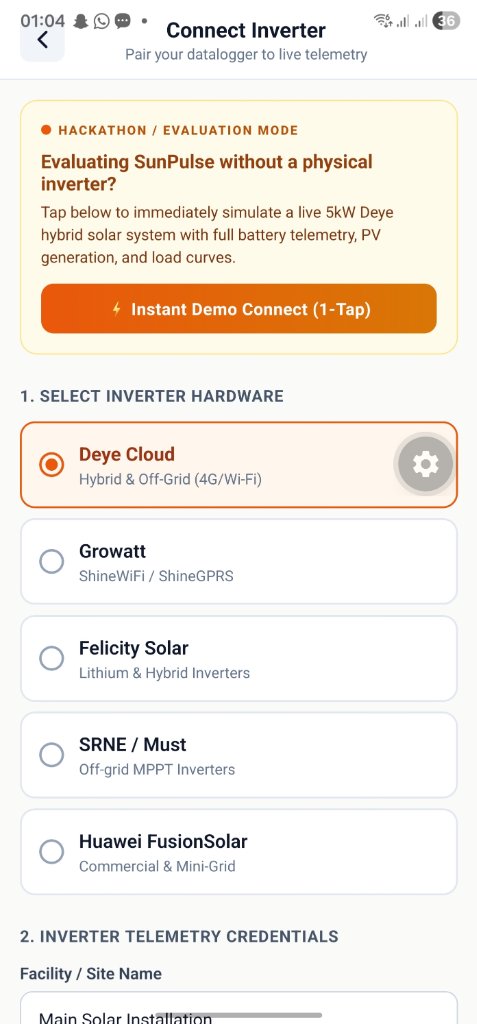 01:04
36
Connect Inverter
Pair your datalogger to live telemetry
HACKATHON / EVALUATION MODE
Evaluating SunPulse without a physical
inverter?
Tap below to immediately simulate a live 5kW Deye
hybrid solar system with full battery telemetry, PV
generation, and load curves.
Instant Demo Connect (1-Tap)
1. SELECT INVERTER HARDWARE
Deye Cloud
Hybrid & Off-Grid (4G/Wi-Fi)
Growatt
ShineWiFi / ShineGPRS
Felicity Solar
Lithium & Hybrid Inverters
SRNE / Must
Off-grid MPPT Inverters
Huawei FusionSolar
Commercial & Mini-Grid
2. INVERTER TELEMETRY CREDENTIALS
Facility / Site Name
Main Solar Installation